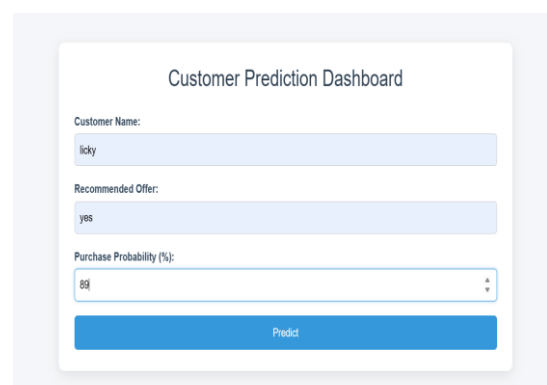 Customer Prediction Dashboard
Customer Name:
licky
Recommended Offer:
yes
Purchase Probability (%):
89
Predict